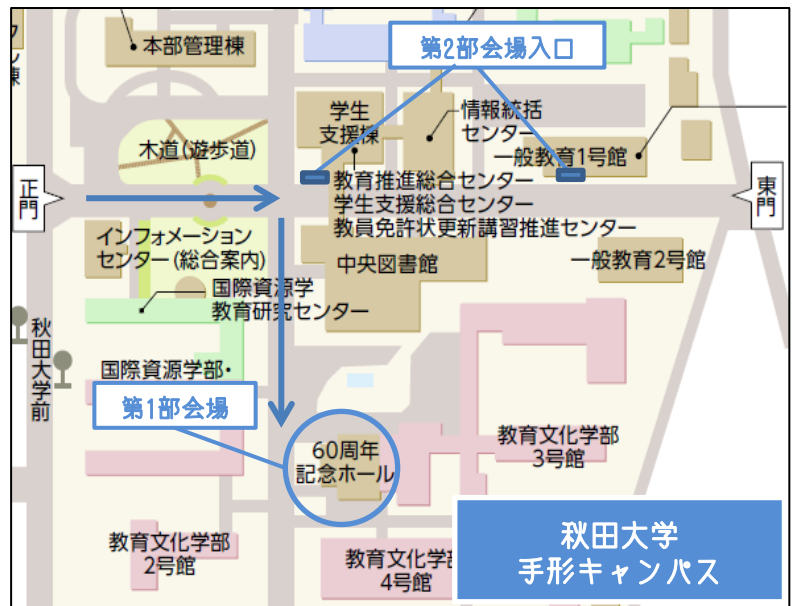 ン
棟
本部管理棟
第2部会場入口
学生
支援棟
情報統括
センター
木道(遊歩道)
一般教育1号館
正門
東門
教育推進総合センター
学生支援総合センター
教員免許状更新講習推進センター
インフォメーション
センター(総合案内)
中央図書館
一般教育2号館
国際資源学
教育研究センター
秋田大学前
国際資源学部・
第1部会場
60周年
記念ホール
教育文化学部
3号館
教育文化学部
2号館
教育文化学部
4号館
秋田大学
手形キャンパス